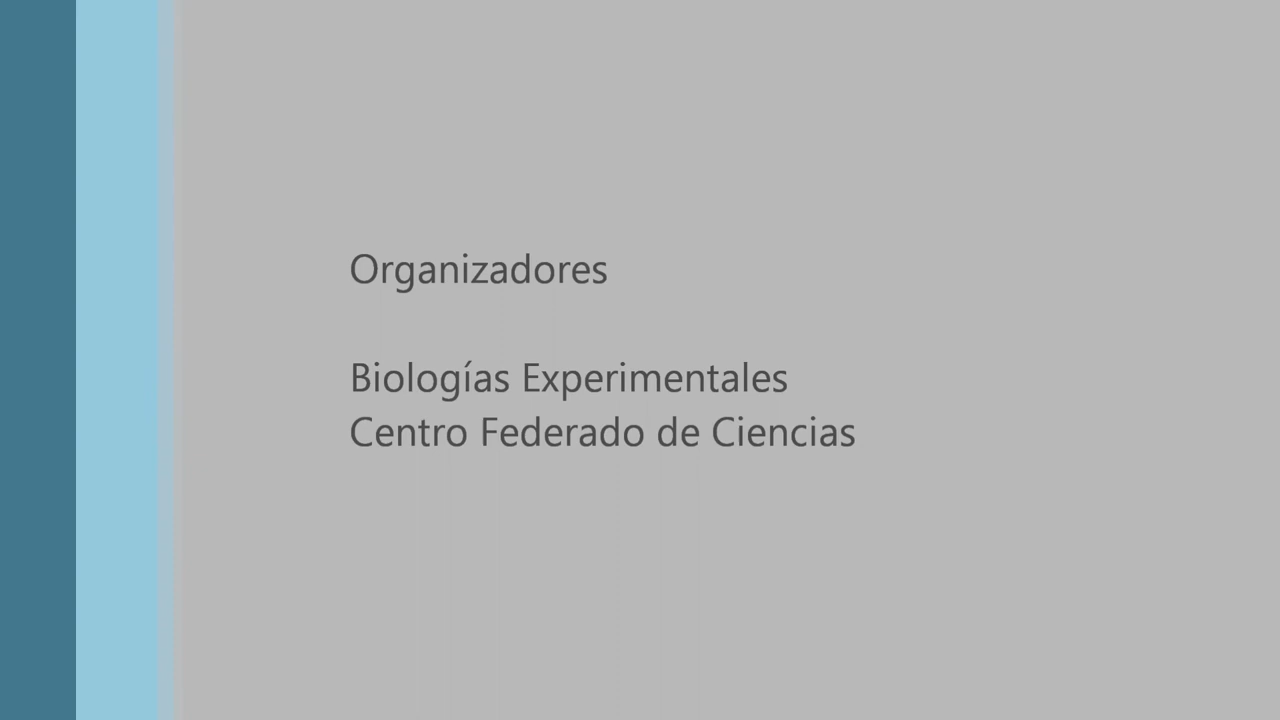 Organizadores
Biologías Experimentales
Centro Federado de Ciencias